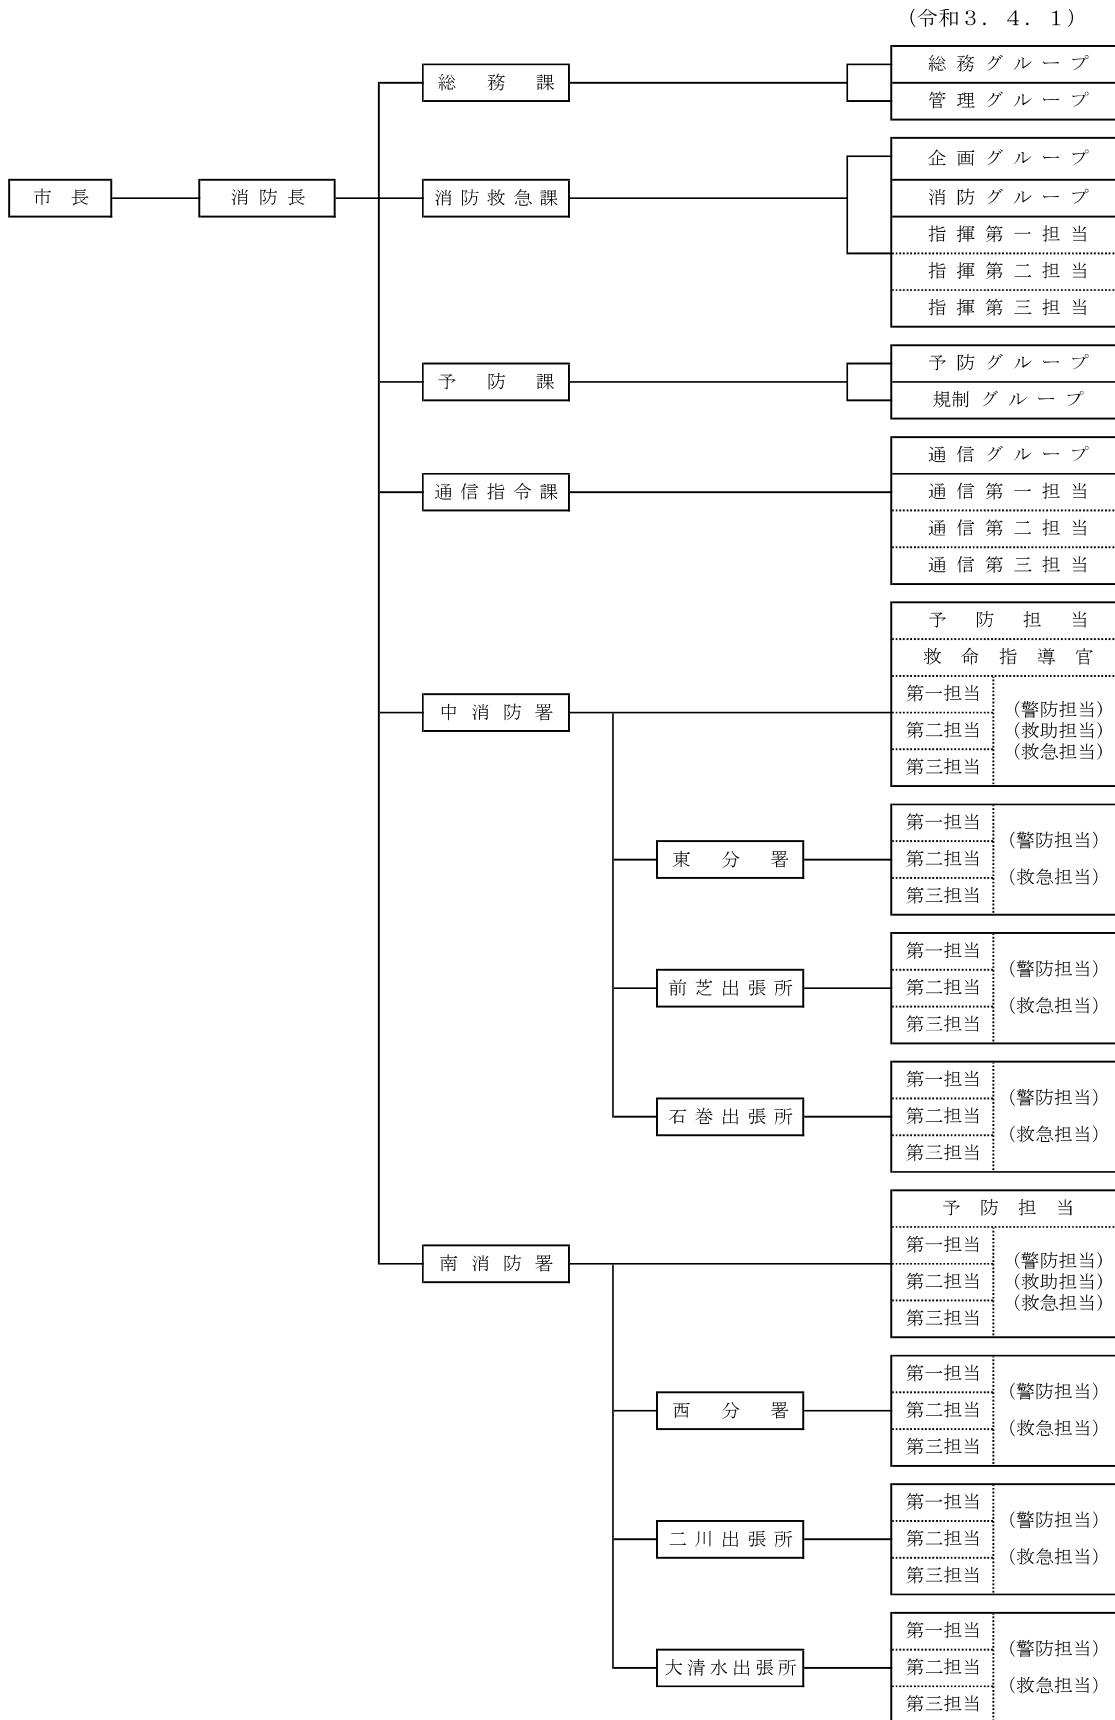 （令和３．４．１）
総務グループ
総務課
管理グループ
企画グループ
市長
消防長
消防救急課
消防グループ
指揮第一担当
指揮第二担当
指揮第三担当
予防グループ
予防課
規制グループ
通信グループ
通信指令課
通信第一担当
通信第二担当
通信第三担当
予防担当
救命指導官
中消防署
第一担当
第二担当
第三担当
（警防担当）
（救助担当）
（救急担当）
東分署
第一担当
第二担当
第三担当
（警防担当）
（救急担当）
前芝出張所
第一担当
第二担当
第三担当
（警防担当）
（救急担当）
石巻出張所
第一担当
第二担当
第三担当
（警防担当）
（救急担当）
予防担当
南消防署
第一担当
第二担当
第三担当
（警防担当）
（救助担当）
（救急担当）
西分署
第一担当
第二担当
第三担当
（警防担当）
（救急担当）
二川出張所
第一担当
第二担当
第三担当
（警防担当）
（救急担当）
大清水出張所
第一担当
第二担当
第三担当
（警防担当）
（救急担当）